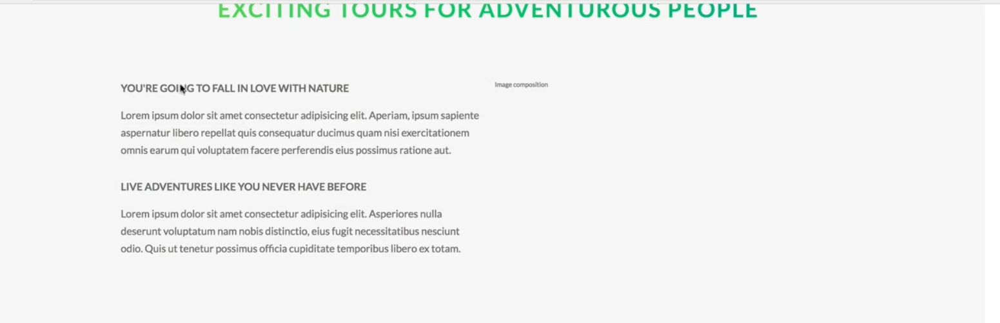 EXCITING TOURS FOR ADVENTUROUS PEOPLE
YOU'RE GOING TO FALL IN LOVE WITH NATURE
Lorem ipsum dolor sit amet consectetur adipisicing elit. Aperiam, ipsum sapiente
aspernatur libero repellat quis consequatur ducimus quam nisi exercitationem
omnis earum qui voluptatem facere perferendis eius possimus ratione aut.
LIVE ADVENTURES LIKE YOU NEVER HAVE BEFORE
Lorem ipsum dolor sit amet consectetur adipisicing elit. Asperiores nulla
deserunt voluptatum nam nobis distinctio, eius fugit necessitatibus nesciunt
odio. Quis ut tenetur possimus officia cupiditate temporibus libero ex totam.
Image composition